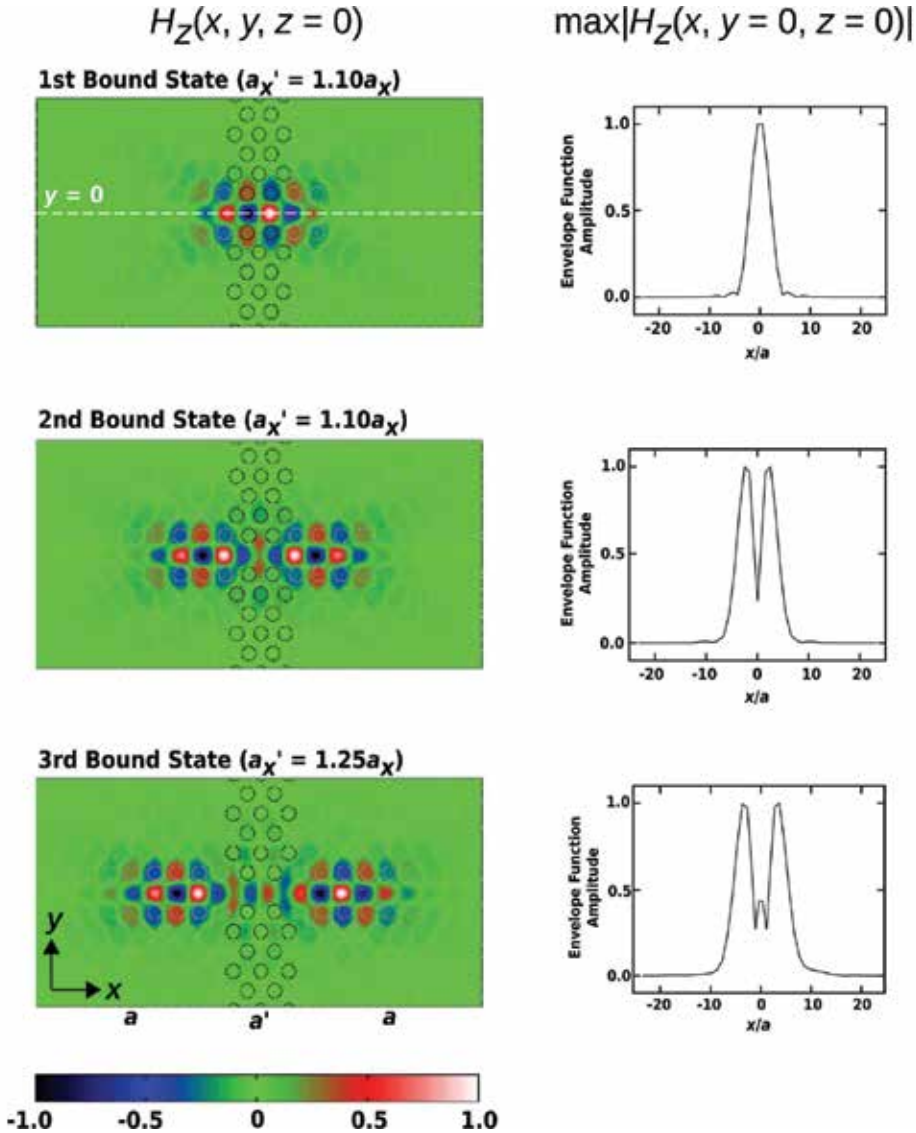 H_Z(x, y, z = 0)
max|H_Z(x, y = 0, z = 0)|
1st Bound State (a_x' = 1.10a_x)
y = 0
1.0
0.5
0.0
Envelope Function
Amplitude
-20 -10 0 10 20
x/a
2nd Bound State (a_x' = 1.10a_x)
1.0
0.5
0.0
Envelope Function
Amplitude
-20 -10 0 10 20
x/a
3rd Bound State (a_x' = 1.25a_x)
y
x
a a' a
1.0
0.5
0.0
Envelope Function
Amplitude
-20 -10 0 10 20
x/a
-1.0 -0.5 0 0.5 1.0